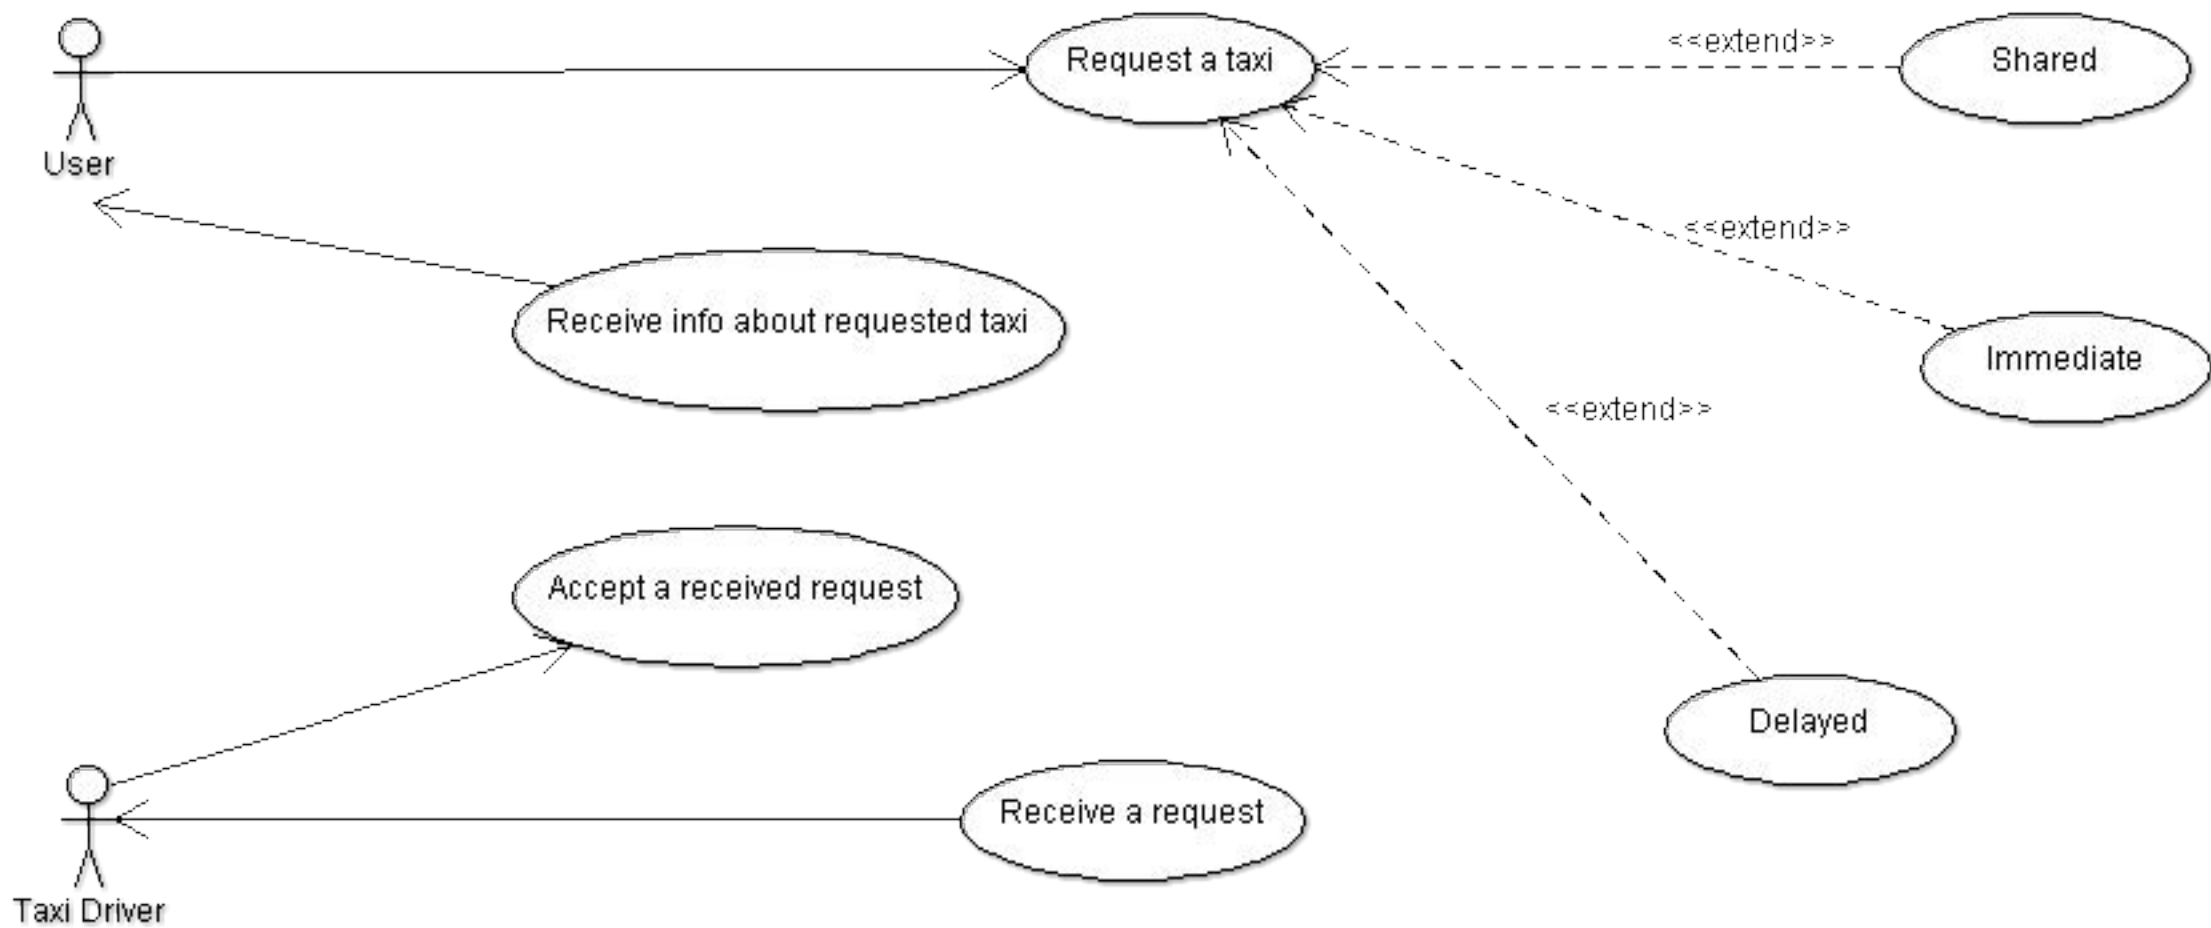 Request a taxi
<<extend>>
Shared
User
<<extend>>
Receive info about requested taxi
Immediate
<<extend>>
Accept a received request
Delayed
Receive a request
Taxi Driver